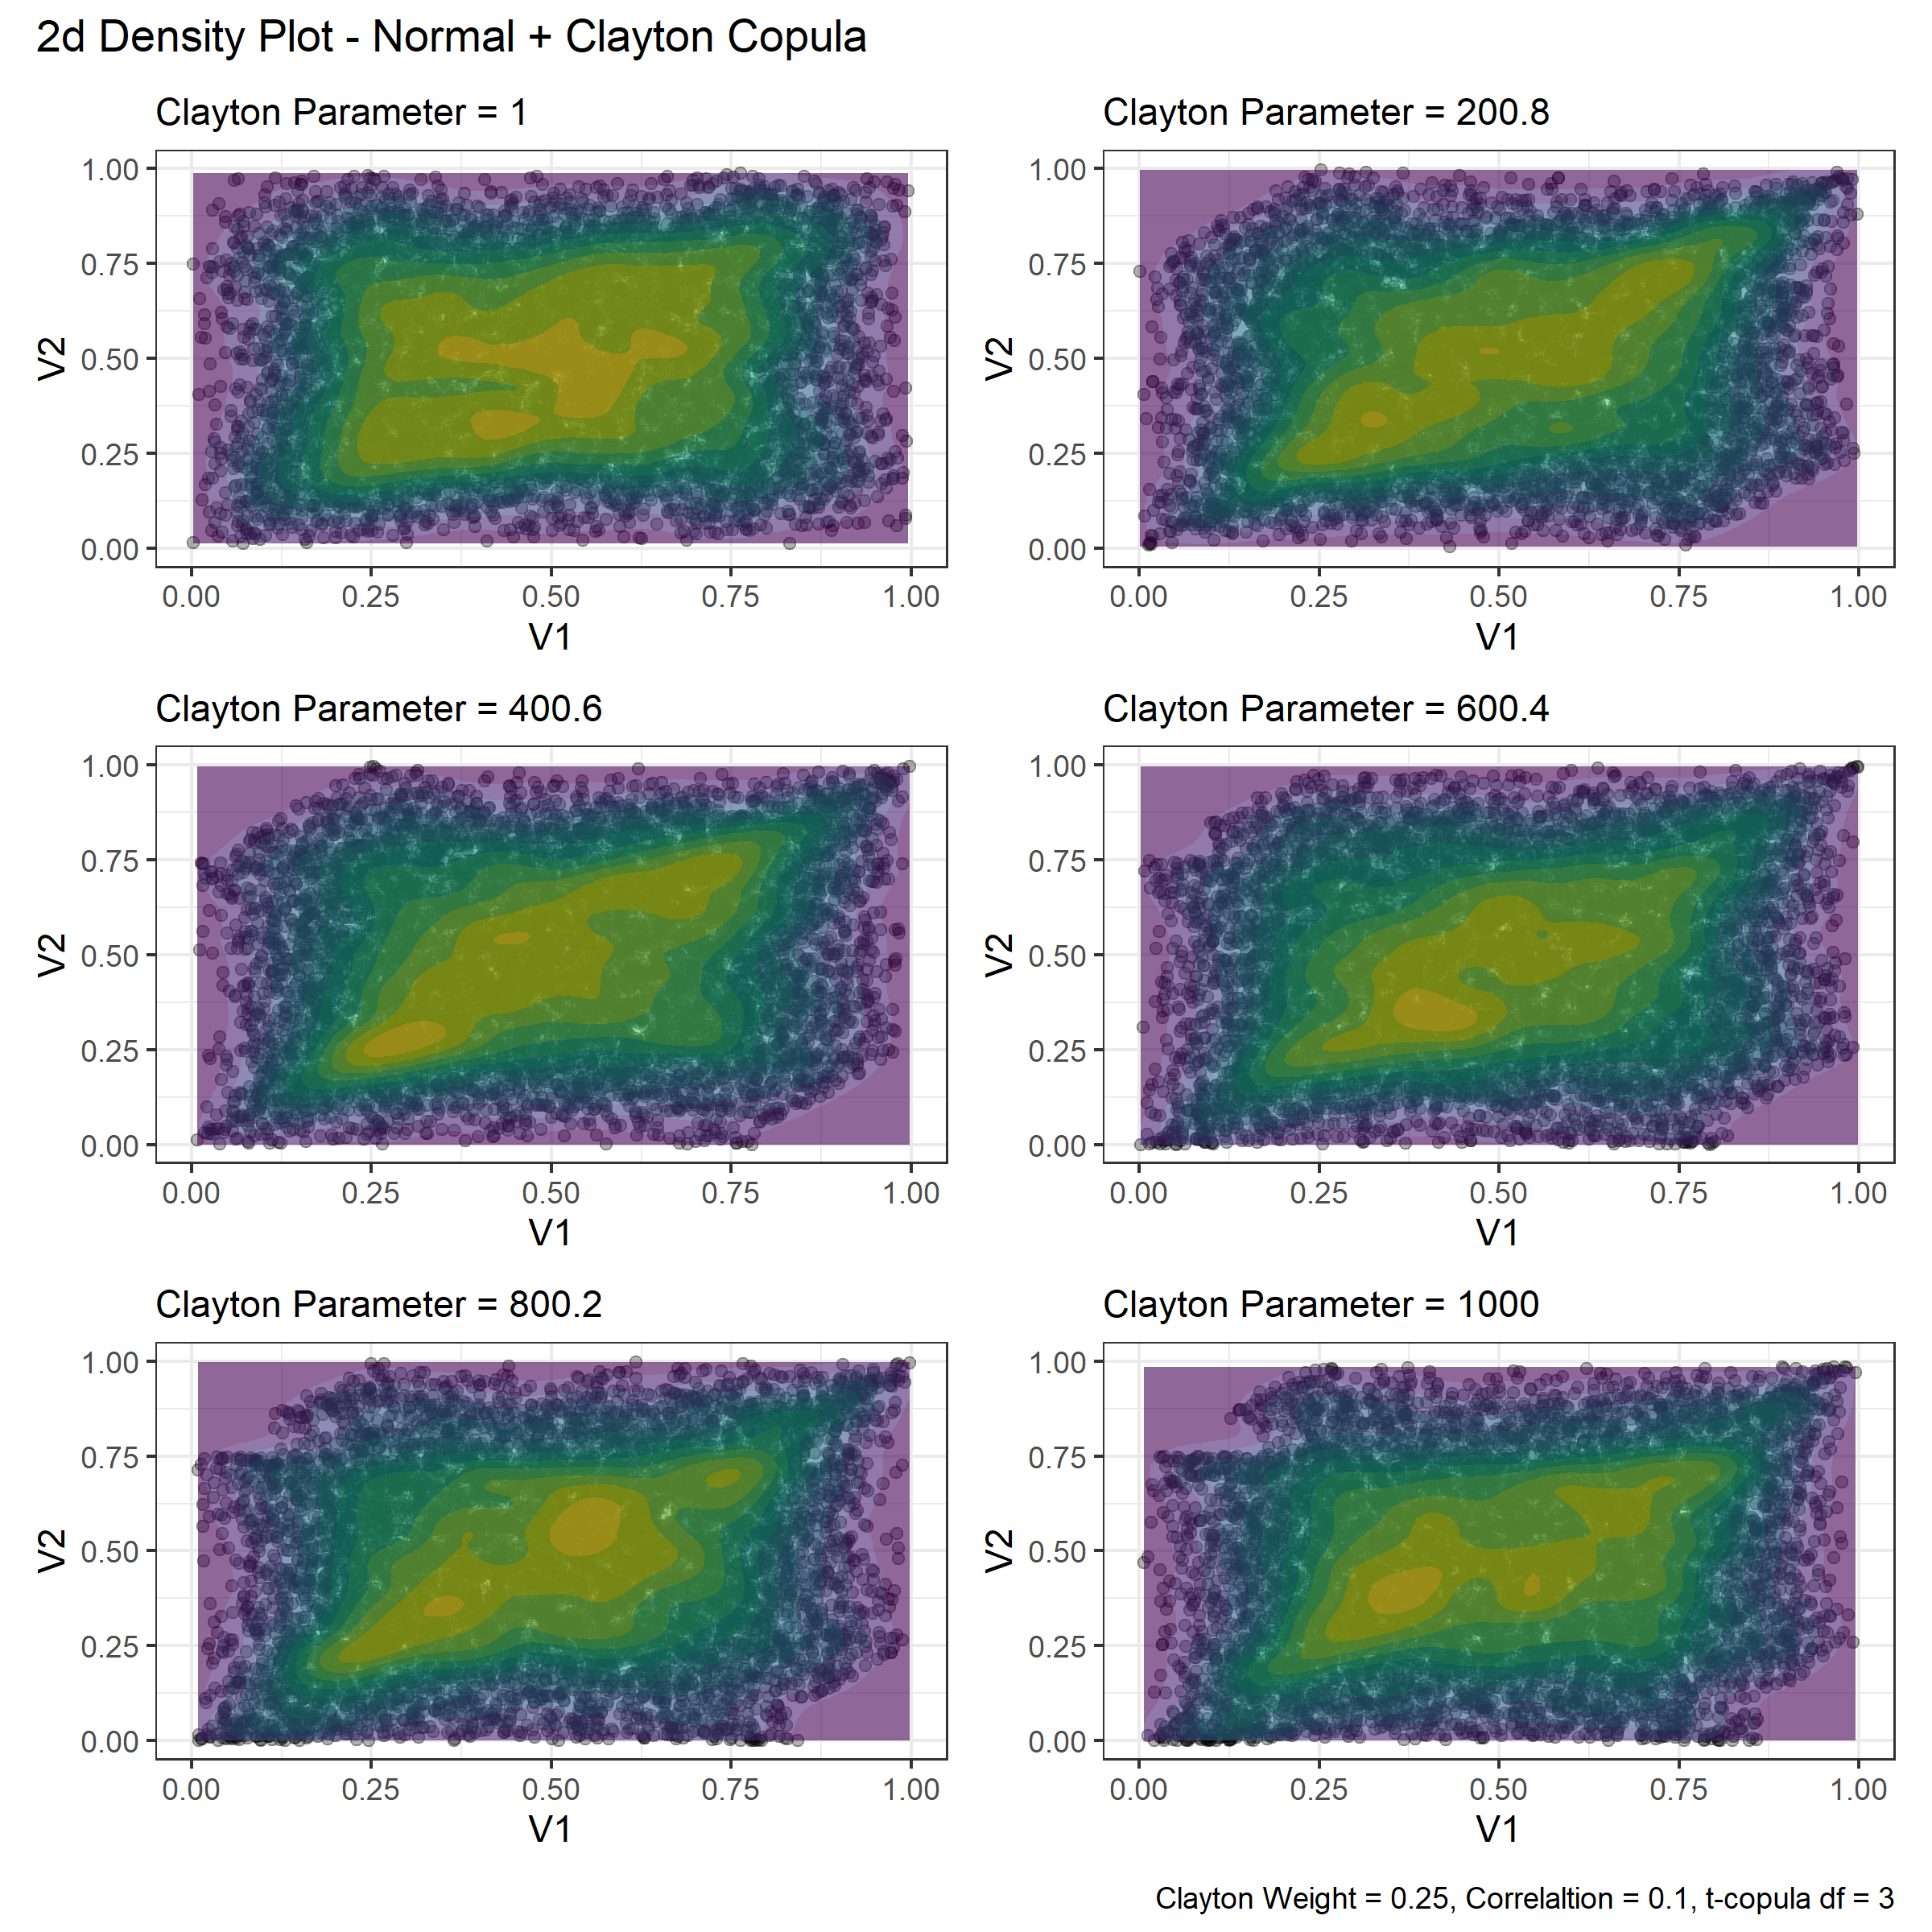 2d Density Plot - Normal + Clayton Copula
Clayton Parameter = 1
1.00
0.75
0.50
0.25
0.00
V2
0.00 0.25 0.50 0.75 1.00
V1
Clayton Parameter = 200.8
1.00
0.75
0.50
0.25
0.00
V2
0.00 0.25 0.50 0.75 1.00
V1
Clayton Parameter = 400.6
1.00
0.75
0.50
0.25
0.00
V2
0.00 0.25 0.50 0.75 1.00
V1
Clayton Parameter = 600.4
1.00
0.75
0.50
0.25
0.00
V2
0.00 0.25 0.50 0.75 1.00
V1
Clayton Parameter = 800.2
1.00
0.75
0.50
0.25
0.00
V2
0.00 0.25 0.50 0.75 1.00
V1
Clayton Parameter = 1000
1.00
0.75
0.50
0.25
0.00
V2
0.00 0.25 0.50 0.75 1.00
V1
Clayton Weight = 0.25, Correlaltion = 0.1, t-copula df = 3